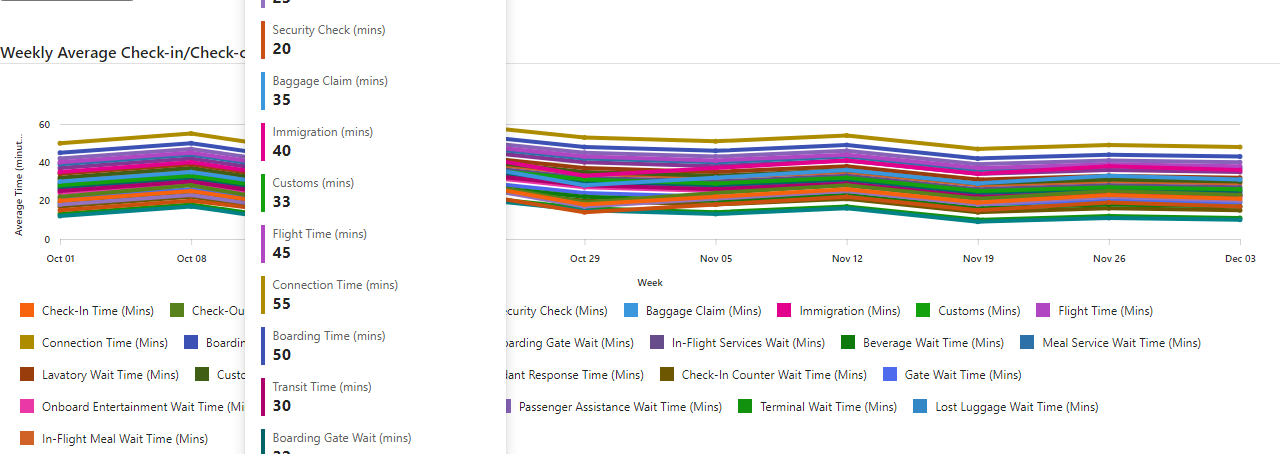 Security Check (mins)
20
Weekly Average Check-in/Check-
Baggage Claim (mins)
35
Immigration (mins)
40
Customs (mins)
33
Flight Time (mins)
45
Connection Time (mins)
55
Boarding Time (mins)
50
Transit Time (mins)
30
Boarding Gate Wait (mins)
Average Time (minut...
60
40
20
0
Oct 01
Oct 08
Oct 29
Nov 05
Nov 12
Nov 19
Nov 26
Dec 03
Week
Check-In Time (Mins) Check-Ou ecurity Check (Mins) Baggage Claim (Mins) Immigration (Mins) Customs (Mins) Flight Time (Mins)
Connection Time (Mins) Boardin oarding Gate Wait (Mins) In-Flight Services Wait (Mins) Beverage Wait Time (Mins) Meal Service Wait Time (Mins)
Lavatory Wait Time (Mins) Custo dant Response Time (Mins) Check-In Counter Wait Time (Mins) Gate Wait Time (Mins)
Onboard Entertainment Wait Time (Mi Passenger Assistance Wait Time (Mins) Terminal Wait Time (Mins) Lost Luggage Wait Time (Mins)
In-Flight Meal Wait Time (Mins)